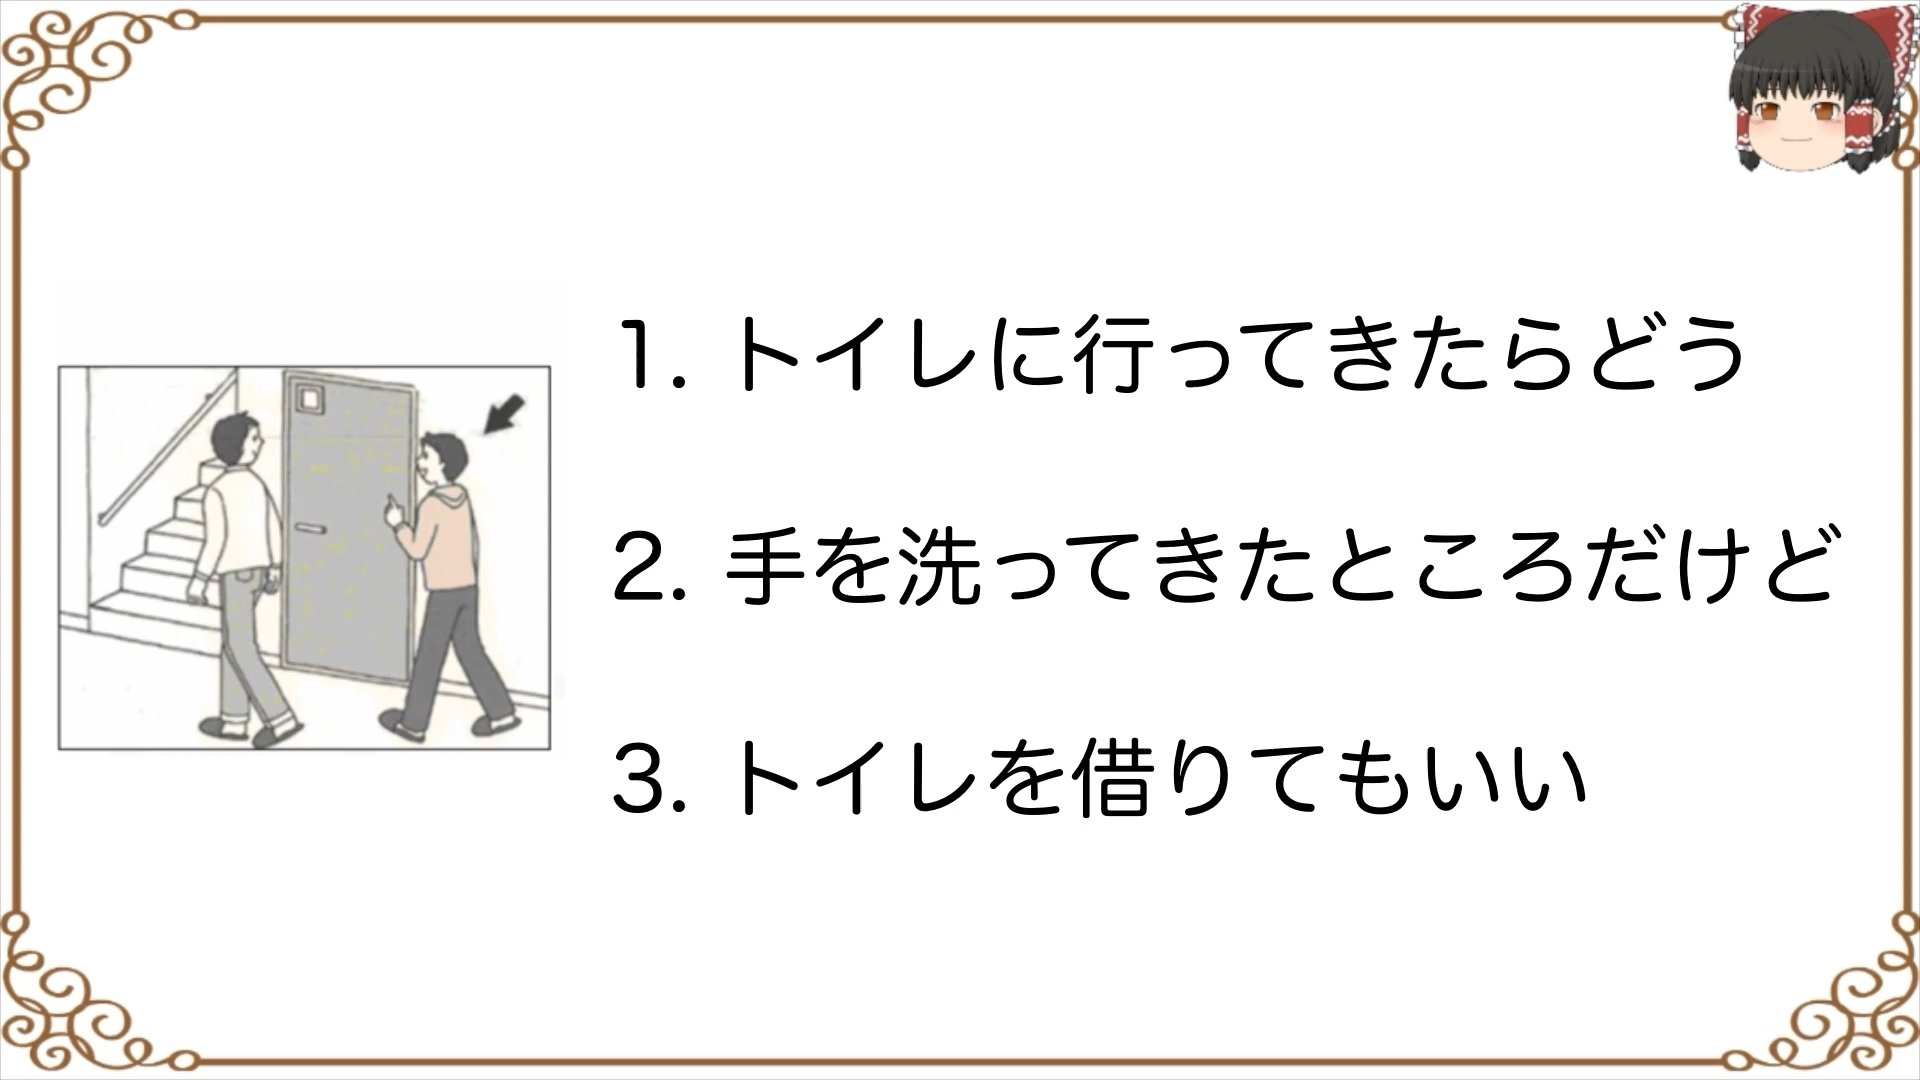 1. トイレに行ってきたらどう
2. 手を洗ってきたところだけど
3. トイレを借りてもいい